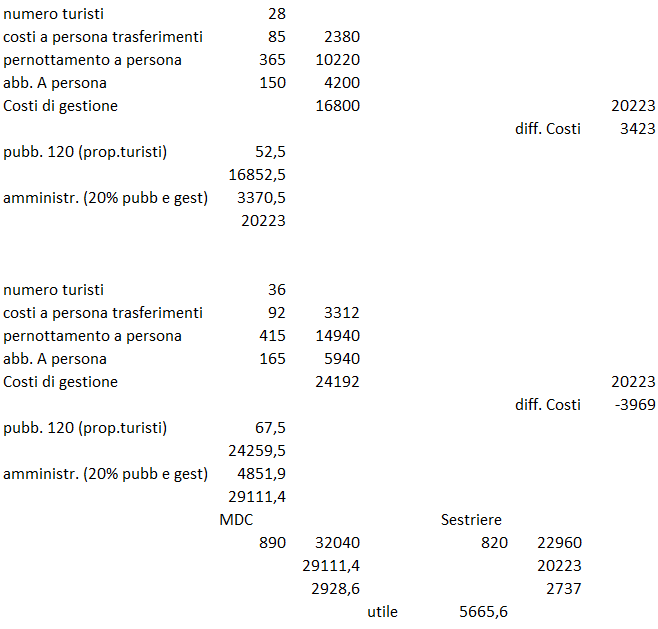 numero turisti 28
costi a persona trasferimenti 85 2380
pernottamento a persona 365 10220
abb. A persona 150 4200
Costi di gestione 16800 20223
diff. Costi 3423
pubb. 120 (prop.turisti) 52,5
16852,5
amministr. (20% pubb e gest) 3370,5
20223
numero turisti 36
costi a persona trasferimenti 92 3312
pernottamento a persona 415 14940
abb. A persona 165 5940
Costi di gestione 24192 20223
diff. Costi -3969
pubb. 120 (prop.turisti) 67,5
24259,5
amministr. (20% pubb e gest) 4851,9
29111,4
MDC Sestriere
890 32040 820 22960
29111,4 20223
2928,6 2737
utile 5665,6